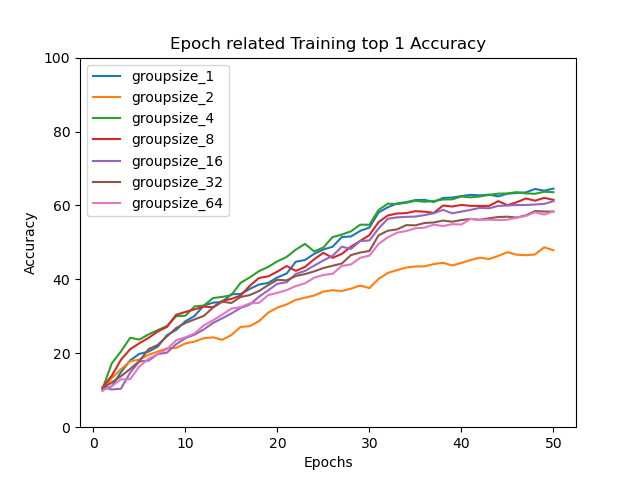 Epoch related Training top 1 Accuracy
100
80
60
40
20
0
Accuracy
groupsize_1
groupsize_2
groupsize_4
groupsize_8
groupsize_16
groupsize_32
groupsize_64
0 10 20 30 40 50
Epochs